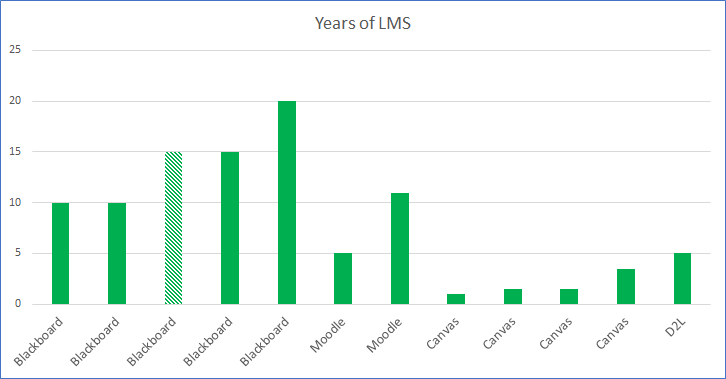 Years of LMS
25
20
15
10
5
0
Blackboard
Blackboard
Blackboard
Blackboard
Blackboard
Moodle
Moodle
Canvas
Canvas
Canvas
Canvas
D2L